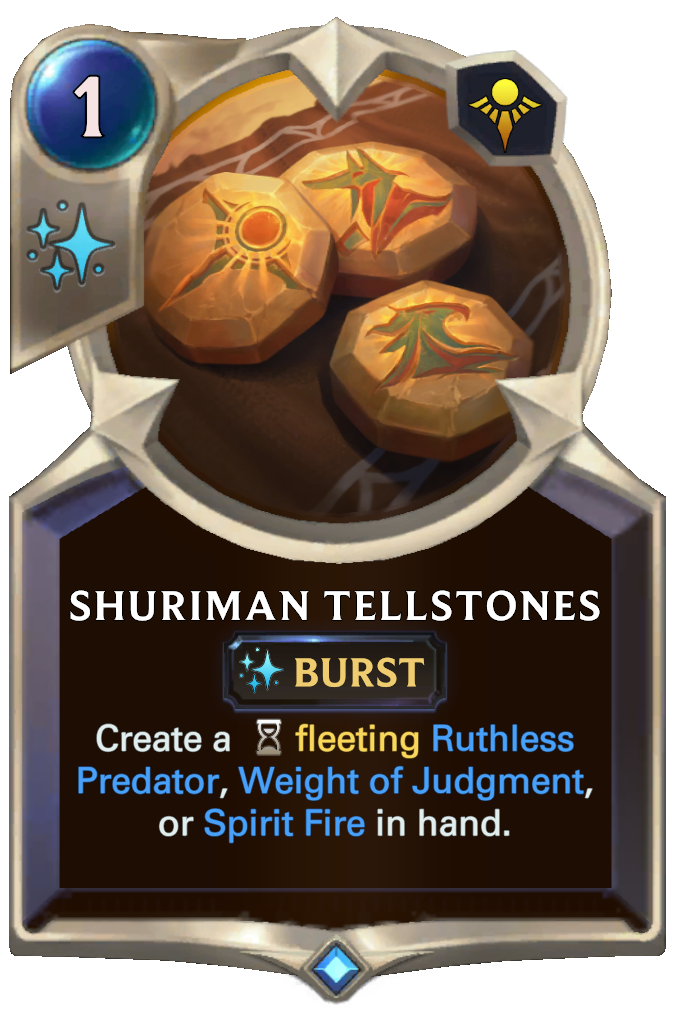 1
SHURIMAN TELLSTONES
BURST
Create a fleeting Ruthless
Predator, Weight of Judgment,
or Spirit Fire in hand.